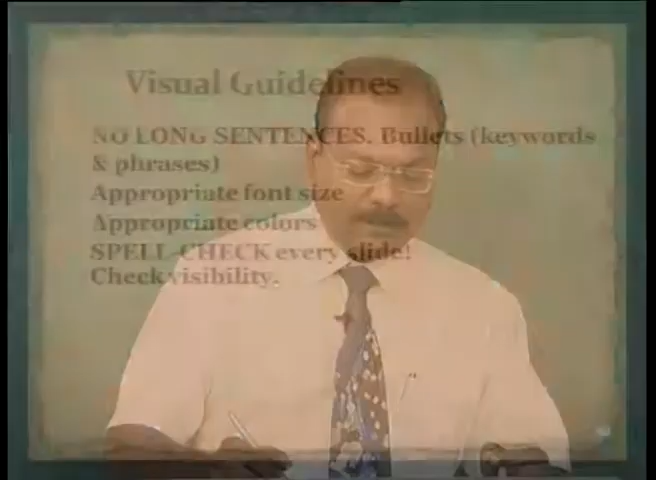 Visual Guidelines
NO LONG SENTENCES. Bullets (keywords
& phrases)
Appropriate font size
Appropriate colors
SPELL-CHECK every slide!
Check visibility.